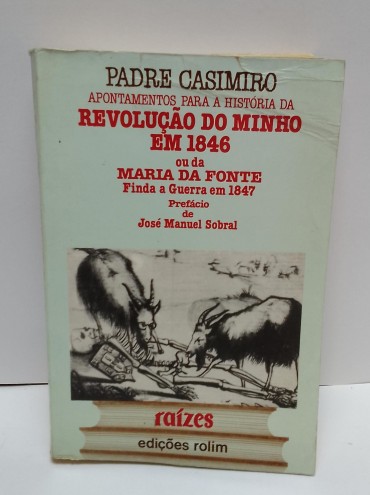 PADRE CASIMIRO
APONTAMENTOS PARA A HISTÓRIA DA
REVOLUÇÃO DO MINHO
EM 1846
ou da
MARIA DA FONTE
Finda a Guerra em 1847
Prefácio
de
José Manuel Sobral
raízes
edições rolim